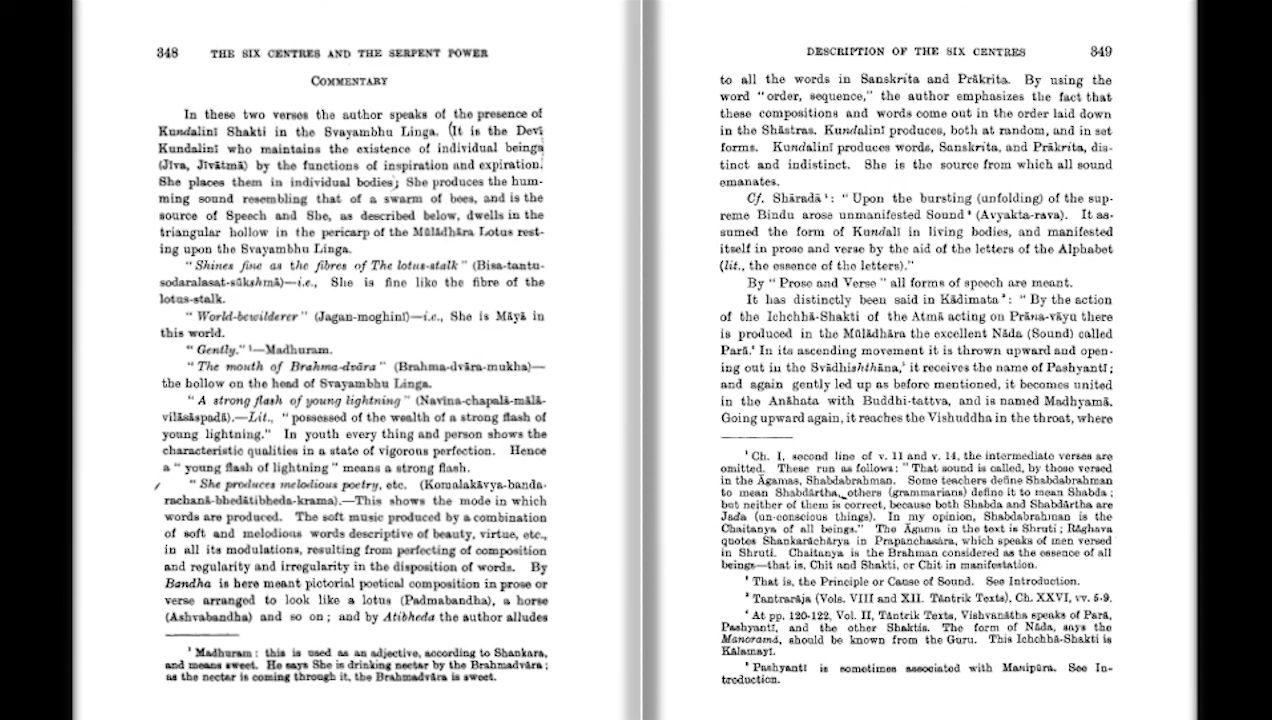 348 THE SIX CENTRES AND THE SERPENT POWER
COMMENTARY
In these two verses the author speaks of the presence of
Kundalinī Shakti in the Svayambhu Linga. (It is the Devī
Kundalinī who maintains the existence of individual beings
(Jīva, Jīvātmā) by the functions of inspiration and expiration.
She places them in individual bodies; She produces the hum-
ming sound resembling that of a swarm of bees, and is the
source of Speech and She, as described below, dwells in the
triangular hollow in the pericarp of the Mūlādhāra Lotus rest-
ing upon the Svayambhu Linga.
"Shines fine as the fibres of The lotus-stalk" (Bisa-tantu-
sodaralasat-sūkshmā)—i.e., She is fine like the fibre of the
lotus-stalk.
"World-bewilderer" (Jagan-mohinī)—i.e., She is Māyā in
this world.
"Gently." ¹—Madhuram.
"The mouth of Brahma-dvāra" (Brahma-dvāra-mukha)—
the hollow on the head of Svayambhu Linga.
"A strong flash of young lightning" (Navīna-chapalā-mālā-
vilāsāspadā).—Lit., "possessed of the wealth of a strong flash of
young lightning." In youth every thing and person shows the
characteristic qualities in a state of vigorous perfection. Hence
a "young flash of lightning" means a strong flash.
"She produces melodious poetry, etc. (Komalakāvya-banda-
rachanā-bhedātibheda-krama).—This shows the mode in which
words are produced. The soft music produced by a combination
of soft and melodious words descriptive of beauty, virtue, etc.,
in all its modulations, resulting from perfecting of composition
and regularity and irregularity in the disposition of words. By
Bandha is here meant pictorial poetical composition in prose or
verse arranged to look like a lotus (Padmabandha), a horse
(Ashvabandha) and so on; and by Atibheda the author alludes
¹ Madhuram: this is used as an adjective, according to Shankara,
and means sweet. He says She is drinking nectar by the Brahmadvāra;
as the nectar is coming through it, the Brahmadvāra is sweet.
DESCRIPTION OF THE SIX CENTRES 349
to all the words in Sanskrita and Prākrita. By using the
word "order, sequence," the author emphasizes the fact that
these compositions and words come out in the order laid down
in the Shāstras. Kundalinī produces, both at random, and in set
forms. Kundalinī produces words, Sanskrita, and Prākrita, dis-
tinct and indistinct. She is the source from which all sound
emanates.
Cf. Shāradā ¹: "Upon the bursting (unfolding) of the sup-
reme Bindu arose unmanifested Sound ² (Avyakta-rava). It as-
sumed the form of Kundalī in living bodies, and manifested
itself in prose and verse by the aid of the letters of the Alphabet
(lit., the essence of the letters)."
By "Prose and Verse" all forms of speech are meant.
It has distinctly been said in Kādimata ³: "By the action
of the Ichchhā-Shakti of the Atmā acting on Prāna-vāyu there
is produced in the Mūlādhāra the excellent Nāda (Sound) called
Parā.⁴ In its ascending movement it is thrown upward and open-
ing out in the Svādhishthāna,⁵ it receives the name of Pashyantī;
and again gently led up as before mentioned, it becomes united
in the Anāhata with Buddhi-tattva, and is named Madhyamā.
Going upward again, it reaches the Vishuddha in the throat, where
¹ Ch. I, second line of v. 11 and v. 14, the intermediate verses are
omitted. These run as follows: "That sound is called, by those versed
in the Āgamas, Shabdabrahman. Some teachers define Shabdabrahman
to mean Shabdārtha, others (grammarians) define it to mean Shabda;
but neither of them is correct, because both Shabda and Shabdārtha are
Jada (un-conscious things). In my opinion, Shabdabrahman is the
Chaitanya of all beings." The Āgama in the text is Shruti; Rāghava
quotes Shankarāchārya in Prapanchasāra, which speaks of men versed
in Shruti. Chaitanya is the Brahman considered as the essence of all
beings—that is, Chit and Shakti, or Chit in manifestation.
² That is, the Principle or Cause of Sound. See Introduction.
³ Tantrarāja (Vols. VIII and XII. Tāntrik Texts), Ch. XXVI, vv. 5-9.
⁴ At pp. 120-122, Vol. II, Tāntrik Texts, Vishvanātha speaks of Parā,
Pashyantī, and the other Shaktis. The form of Nāda, says the
Manoramā, should be known from the Guru. This Ichchhā-Shakti is
Kālamayī.
⁵ Pashyantī is sometimes associated with Manipūra. See In-
troduction.